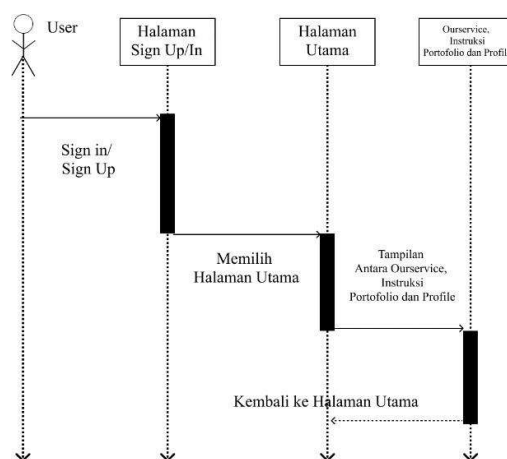 User
Halaman
Sign Up/In
Halaman
Utama
Ourservice,
Instruksi
Portofolio dan Profile
Sign in/
Sign Up
Memilih
Halaman Utama
Tampilan
Antara Ourservice,
Instruksi
Portofolio dan Profile
Kembali ke Halaman Utama